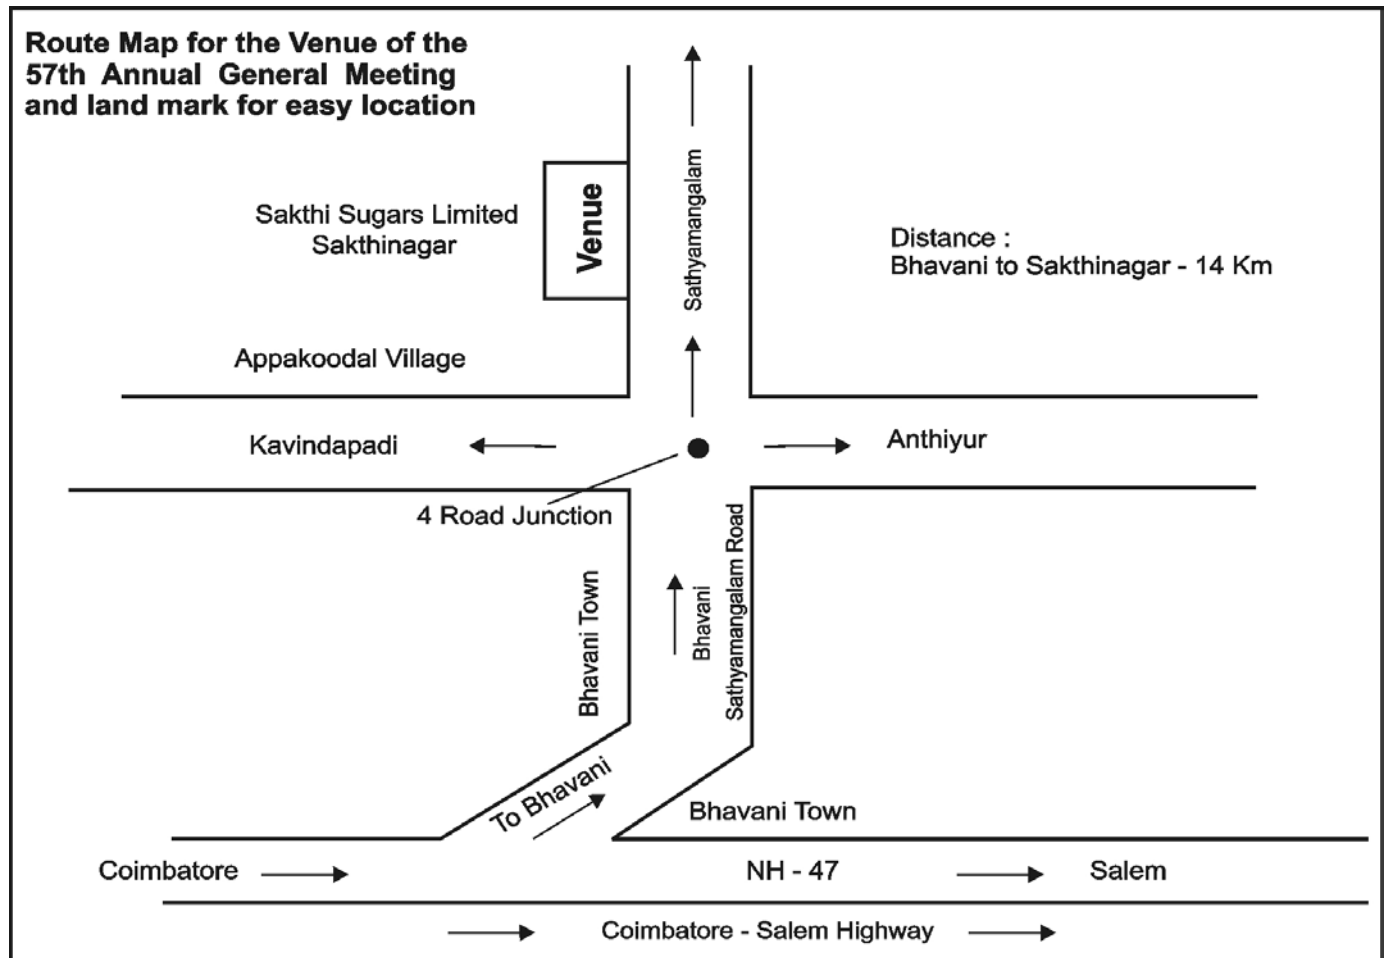 Route Map for the Venue of the
57th Annual General Meeting
and land mark for easy location
Sathyamangalam
Venue
Sakthi Sugars Limited
Sakthinagar
Distance :
Bhavani to Sakthinagar - 14 Km
Appakoodal Village
Kavindapadi
Anthiyur
4 Road Junction
Bhavani Town
Bhavani
Sathyamangalam Road
To Bhavani
Bhavani Town
Coimbatore
NH - 47
Salem
Coimbatore - Salem Highway